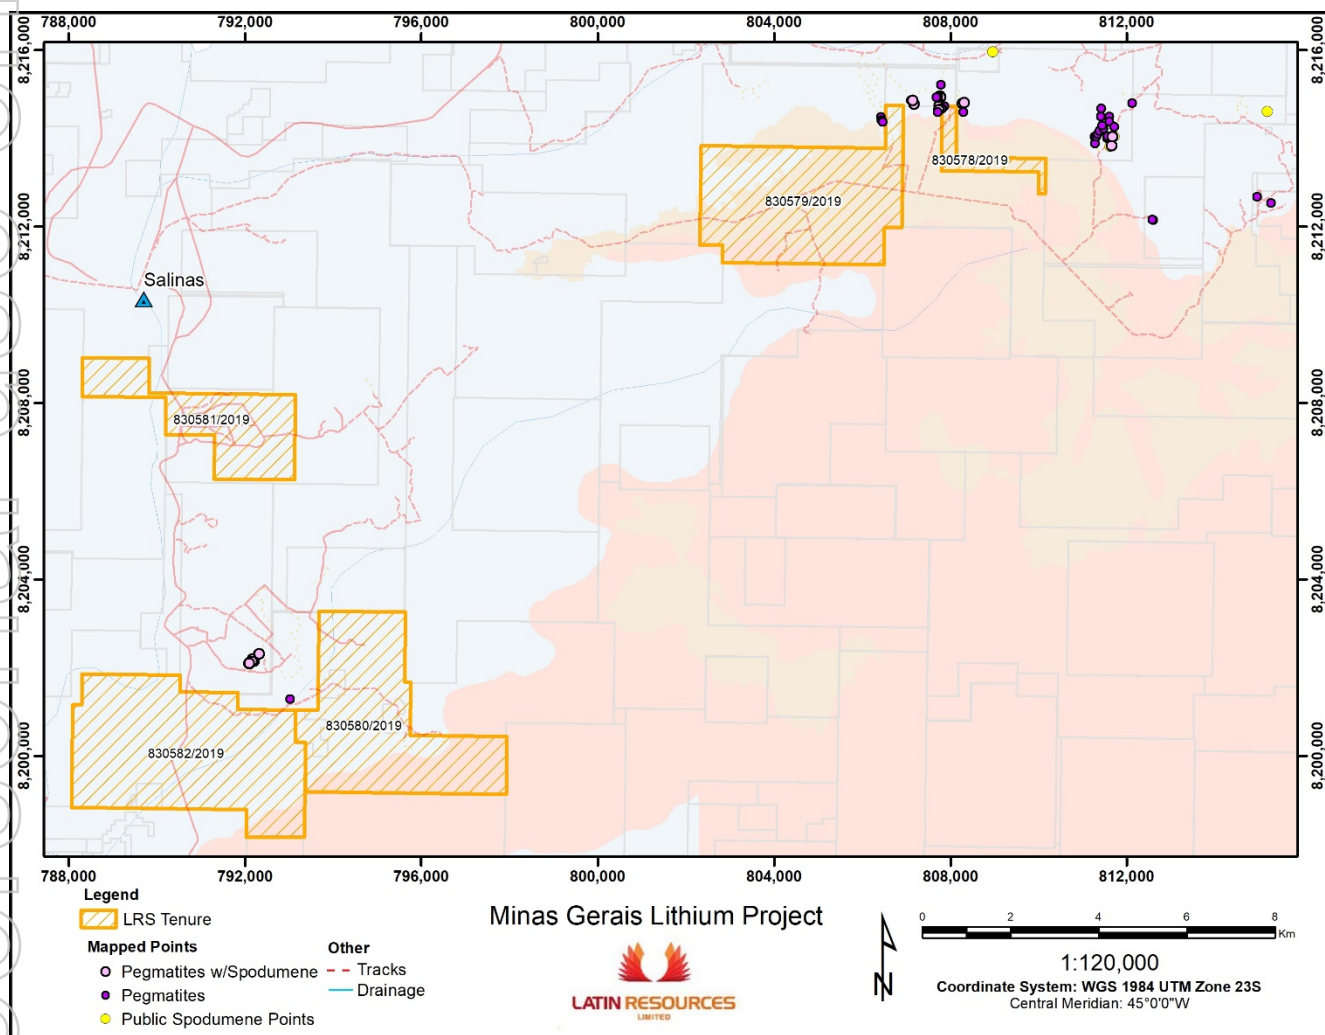 788,000 792,000 796,000 800,000 804,000 808,000 812,000
8,216,000 8,216,000
830578/2019
830579/2019
8,212,000 8,212,000
Salinas
8,208,000 8,208,000
830581/2019
8,204,000 8,204,000
830580/2019
830582/2019
8,200,000 8,200,000
788,000 792,000 796,000 800,000 804,000 808,000 812,000
Legend
LRS Tenure
Mapped Points
Pegmatites w/Spodumene
Pegmatites
Public Spodumene Points
Other
Tracks
Drainage
Minas Gerais Lithium Project
LATIN RESOURCES
LIMITED
N
0 2 4 6 8
Km
1:120,000
Coordinate System: WGS 1984 UTM Zone 23S
Central Meridian: 45°0'0"W